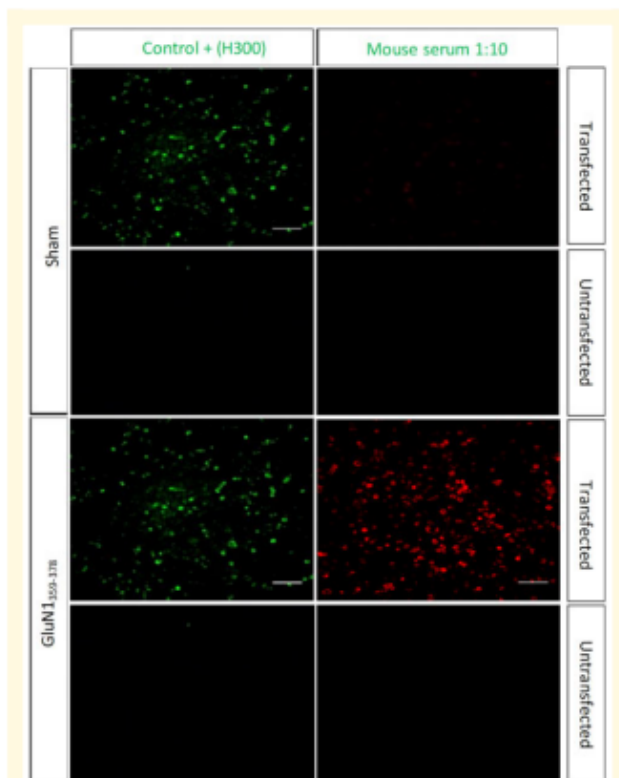 Control + (H300)
Mouse serum 1:10
Sham
Transfected
Untransfected
GluN1359-378
Transfected
Untransfected